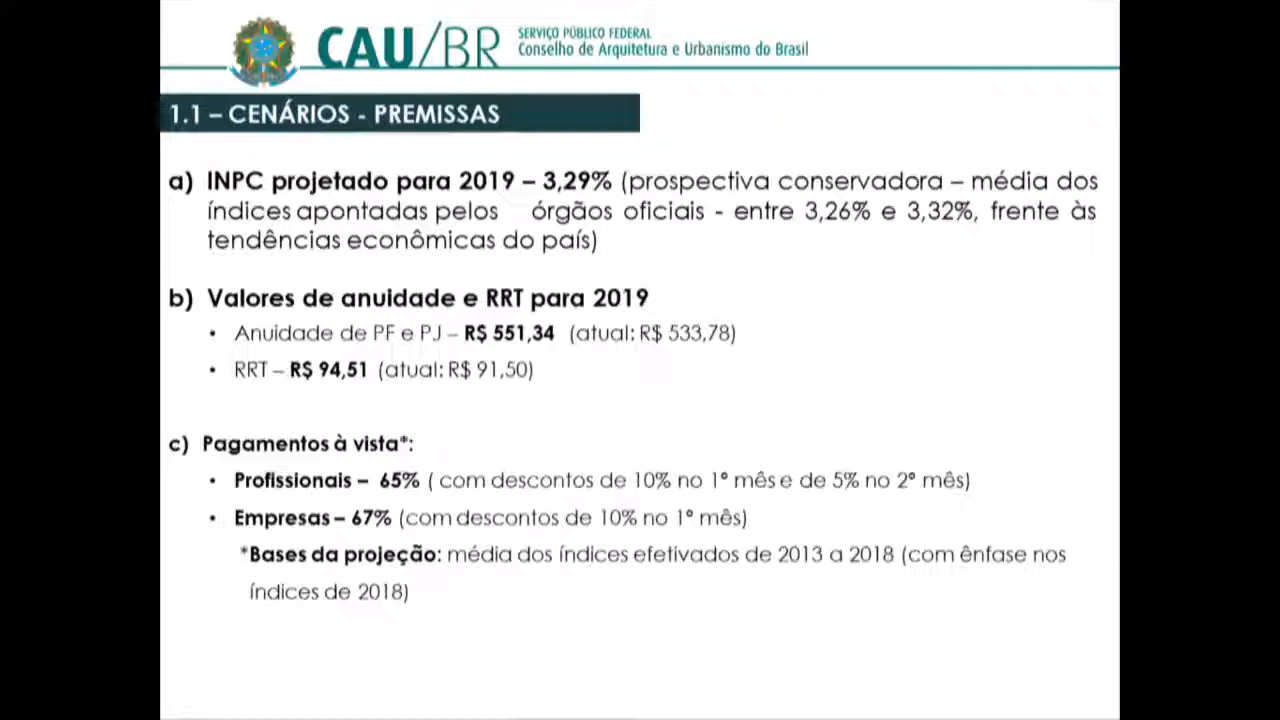 CAU/BR
SERVIÇO PÚBLICO FEDERAL
Conselho de Arquitetura e Urbanismo do Brasil
1.1 – CENÁRIOS - PREMISSAS
a) INPC projetado para 2019 – 3,29% (prospectiva conservadora – média dos
índices apontadas pelos órgãos oficiais - entre 3,26% e 3,32%, frente às
tendências econômicas do país)
b) Valores de anuidade e RRT para 2019
• Anuidade de PF e PJ – R$ 551,34 (atual: R$ 533,78)
• RRT – R$ 94,51 (atual: R$ 91,50)
c) Pagamentos à vista*:
• Profissionais – 65% ( com descontos de 10% no 1º mês e de 5% no 2º mês)
• Empresas – 67% (com descontos de 10% no 1º mês)
*Bases da projeção: média dos índices efetivados de 2013 a 2018 (com ênfase nos
índices de 2018)